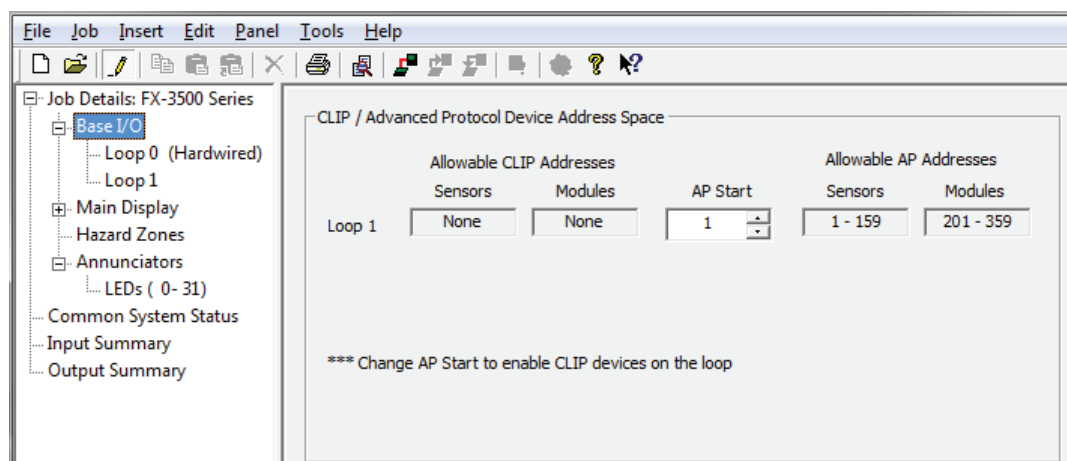 File Job Insert Edit Panel Tools Help
Job Details: FX-3500 Series
Base I/O
Loop 0 (Hardwired)
Loop 1
Main Display
Hazard Zones
Annunciators
LEDs ( 0- 31)
Common System Status
Input Summary
Output Summary
CLIP / Advanced Protocol Device Address Space
Allowable CLIP Addresses Allowable AP Addresses
Sensors Modules AP Start Sensors Modules
Loop 1 None None 1 1 - 159 201 - 359
*** Change AP Start to enable CLIP devices on the loop